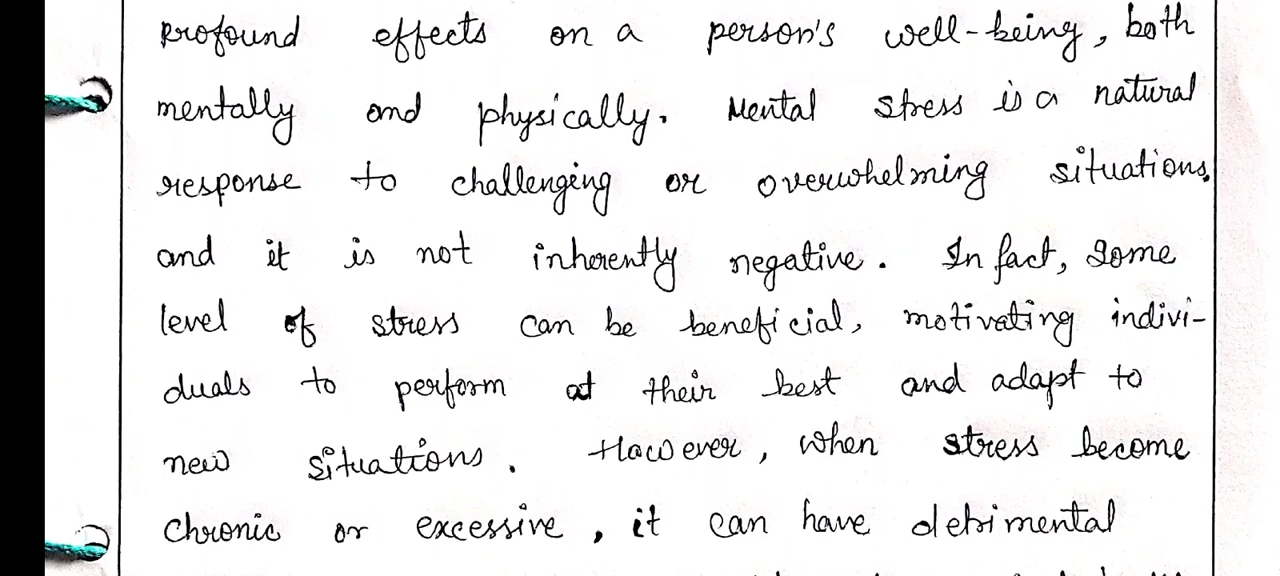 profound effects on a person's well-being, both
mentally and physically. Mental stress is a natural
response to challenging or overwhelming situations,
and it is not inherently negative. In fact, some
level of stress can be beneficial, motivating indivi-
duals to perform at their best and adapt to
new situations. However, when stress become
chronic or excessive, it can have detrimental